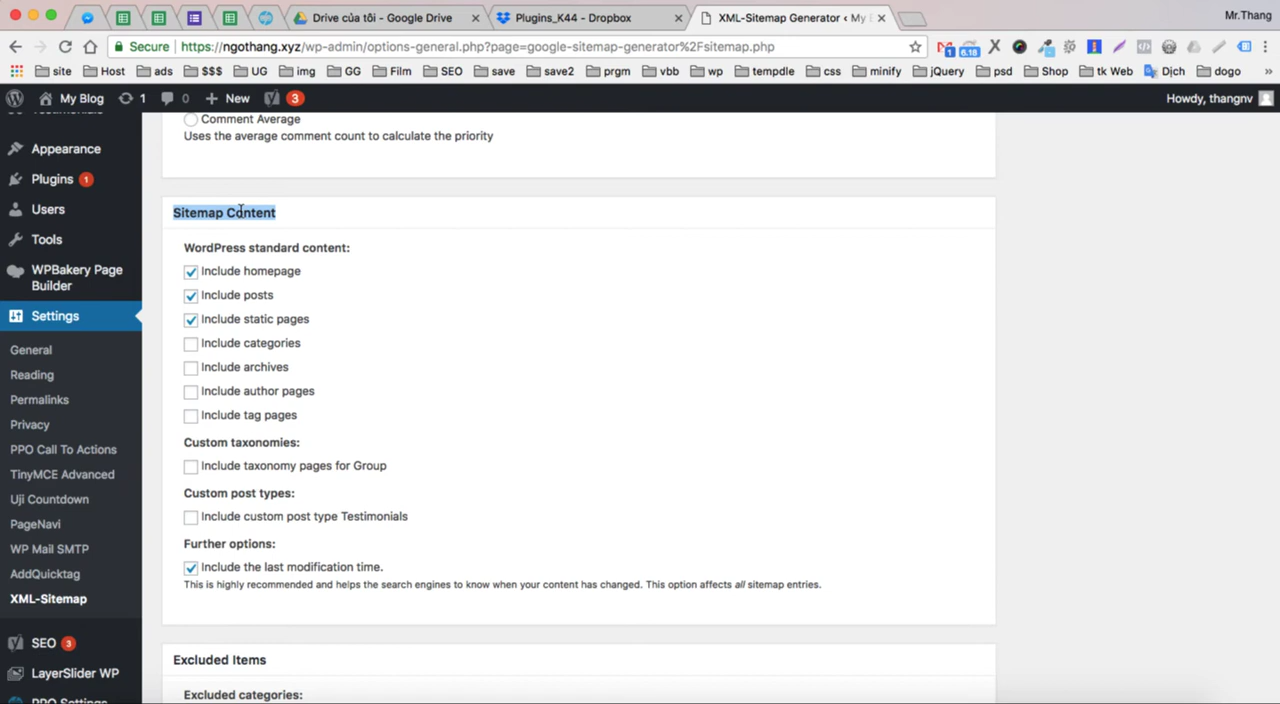 Mr.Thang
Drive của tôi - Google Drive
Plugins_K44 - Dropbox
XML-Sitemap Generator ‹ My
Secure
https://ngothang.xyz/wp-admin/options-general.php?page=google-sitemap-generator%2Fsitemap.php
1
6.18
site Host ads $$$ UG img GG Film SEO save save2 prgm vbb wp tempdle css minify jQuery psd Shop tk Web Dịch dogo »
My Blog 1 0 New 3 Howdy, thangnv
Comment Average
Uses the average comment count to calculate the priority
Appearance
Plugins 1
Users
Tools
WPBakery Page
Builder
Settings
General
Reading
Permalinks
Privacy
PPO Call To Actions
TinyMCE Advanced
Uji Countdown
PageNavi
WP Mail SMTP
AddQuicktag
XML-Sitemap
SEO 3
LayerSlider WP
PPO Settings
Sitemap Content
WordPress standard content:
Include homepage
Include posts
Include static pages
Include categories
Include archives
Include author pages
Include tag pages
Custom taxonomies:
Include taxonomy pages for Group
Custom post types:
Include custom post type Testimonials
Further options:
Include the last modification time.
This is highly recommended and helps the search engines to know when your content has changed. This option affects all sitemap entries.
Excluded Items
Excluded categories: